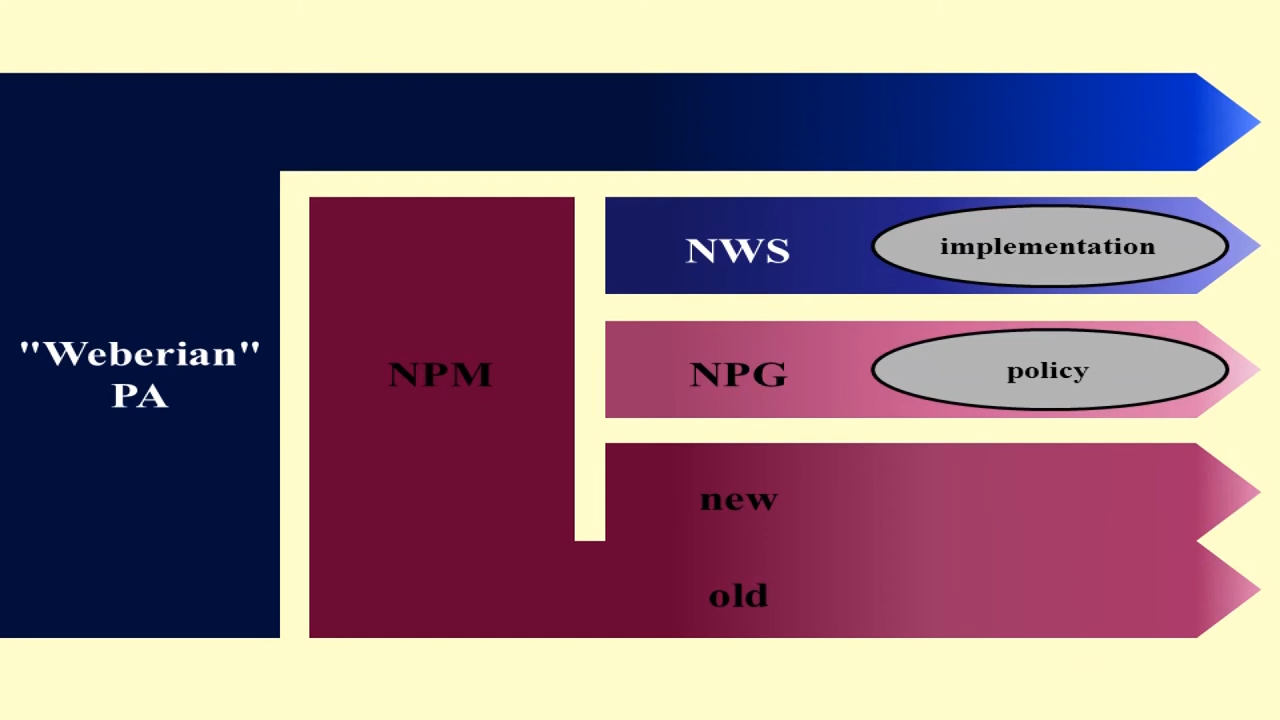 "Weberian"
PA
NPM
NWS
implementation
NPG
policy
new
old